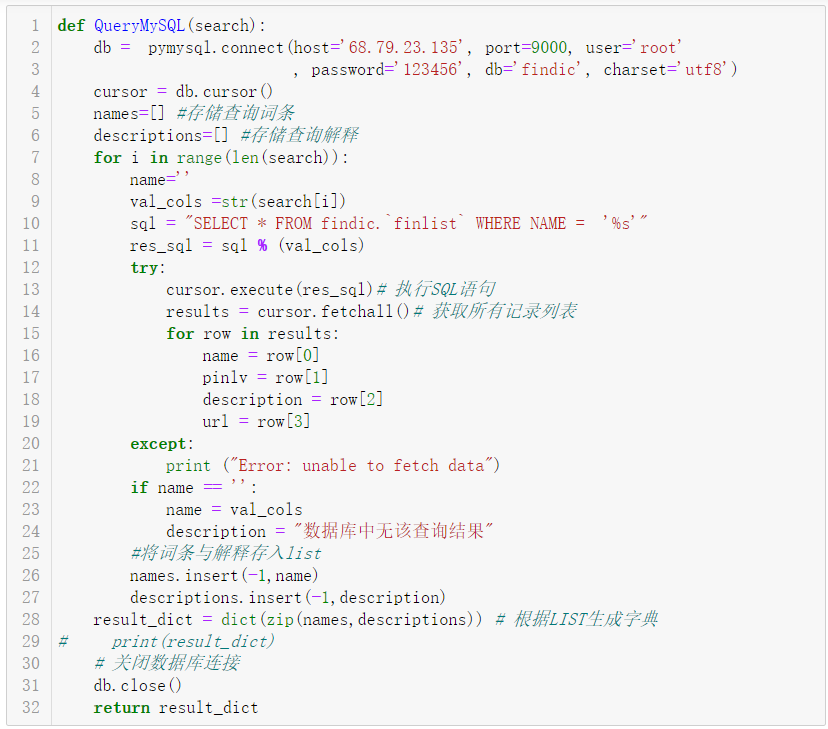 1 def QueryMySQL(search):
2     db =  pymysql.connect(host='68.79.23.135', port=9000, user='root'
3                           , password='123456', db='findic', charset='utf8')
4     cursor = db.cursor()
5     names=[] #存储查询词条
6     descriptions=[] #存储查询解释
7     for i in range(len(search)):
8         name=''
9         val_cols =str(search[i])
10         sql = "SELECT * FROM findic.`finlist` WHERE NAME =  '%s'"
11         res_sql = sql % (val_cols)
12         try:
13             cursor.execute(res_sql)# 执行SQL语句
14             results = cursor.fetchall()# 获取所有记录列表
15             for row in results:
16                 name = row[0]
17                 pinlv = row[1]
18                 description = row[2]
19                 url = row[3]
20         except:
21             print ("Error: unable to fetch data")
22         if name == '':
23             name = val_cols
24             description = "数据库中无该查询结果"
25         #将词条与解释存入list
26         names.insert(-1,name)
27         descriptions.insert(-1,description)
28     result_dict = dict(zip(names,descriptions)) # 根据LIST生成字典
29 #     print(result_dict)
30     # 关闭数据库连接
31     db.close()
32     return result_dict